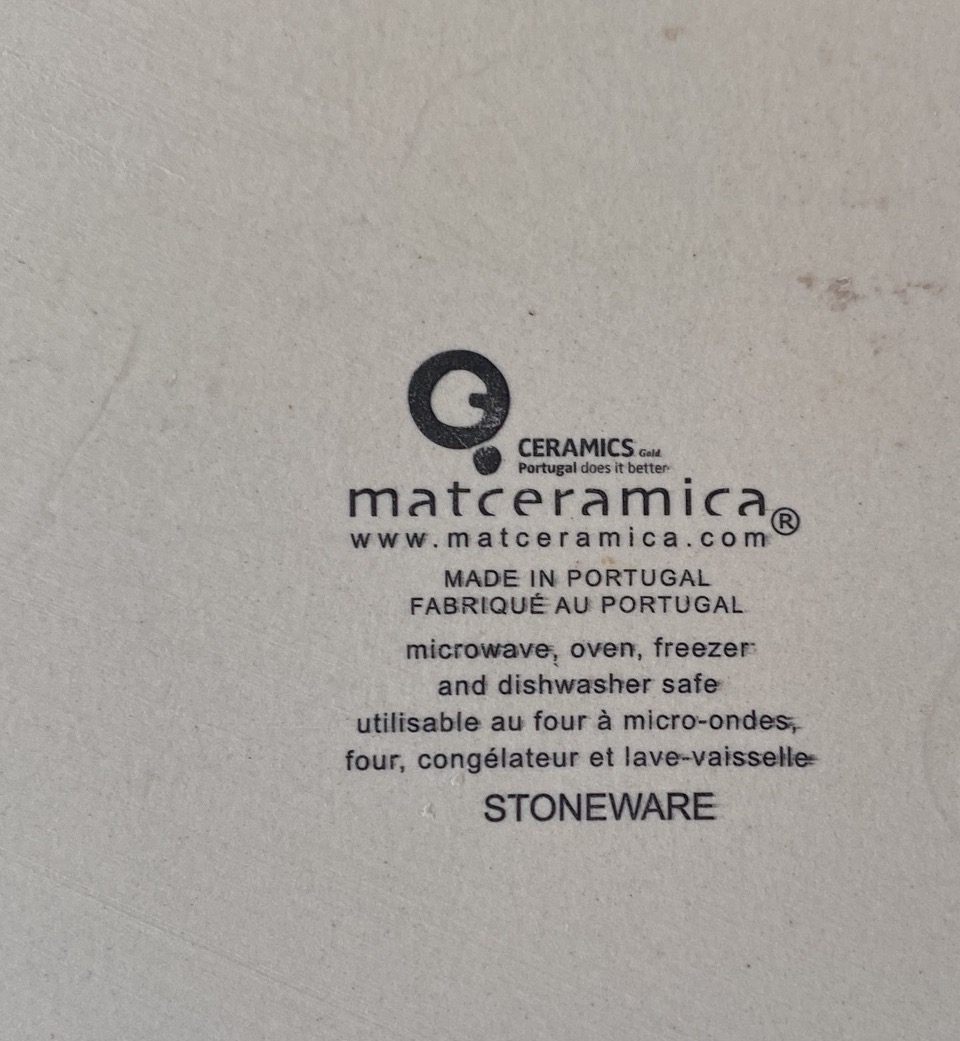 CERAMICS Gold
Portugal does it better
matceramica®
www.matceramica.com
MADE IN PORTUGAL
FABRIQUÉ AU PORTUGAL
microwave, oven, freezer
and dishwasher safe
utilisable au four à micro-ondes,
four, congélateur et lave-vaisselle
STONEWARE